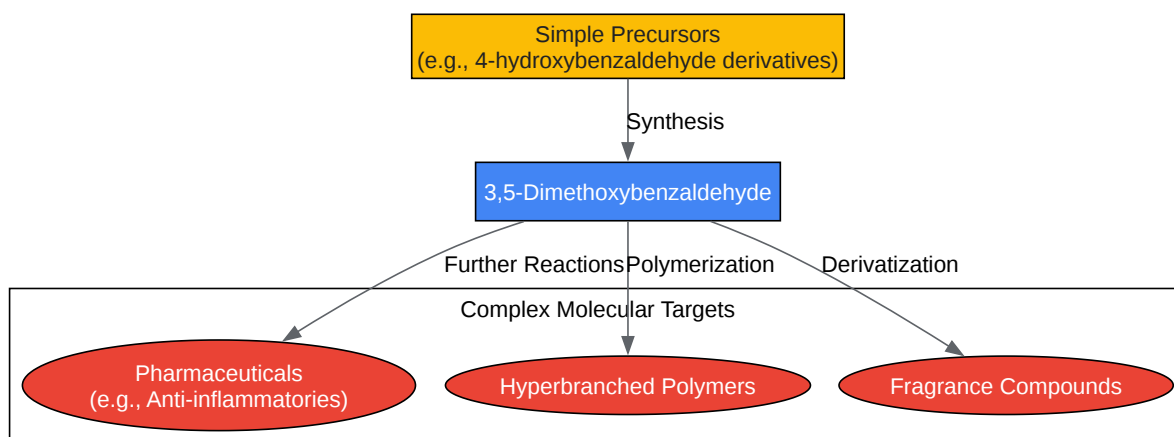 Simple Precursors
(e.g., 4-hydroxybenzaldehyde derivatives)
Synthesis
3,5-Dimethoxybenzaldehyde
Further Reactions
Polymerization
Derivatization
Complex Molecular Targets
Pharmaceuticals
(e.g., Anti-inflammatories)
Hyperbranched Polymers
Fragrance Compounds